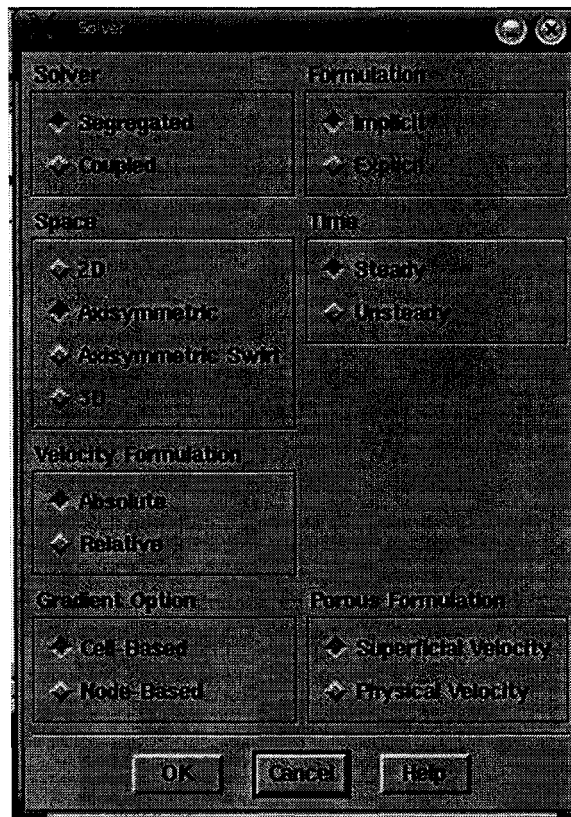 Solver
Solver
Segregated
Coupled
Formulation
Implicit
Explicit
Space
2D
Axisymmetric
Axisymmetric Swirl
3D
Time
Steady
Unsteady
Velocity Formulation
Absolute
Relative
Gradient Option
Cell-Based
Node-Based
Porous Formulation
Superficial Velocity
Physical Velocity
OK
Cancel
Help